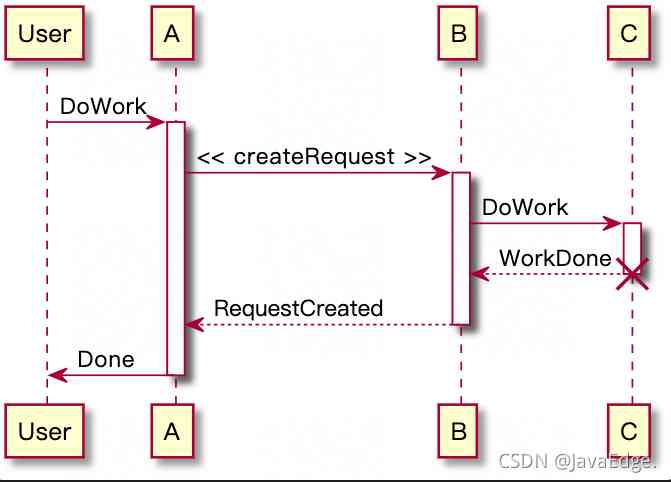 User A B C
DoWork
<< createRequest >>
DoWork
WorkDone
RequestCreated
Done
User A B C
CSDN @JavaEdge.